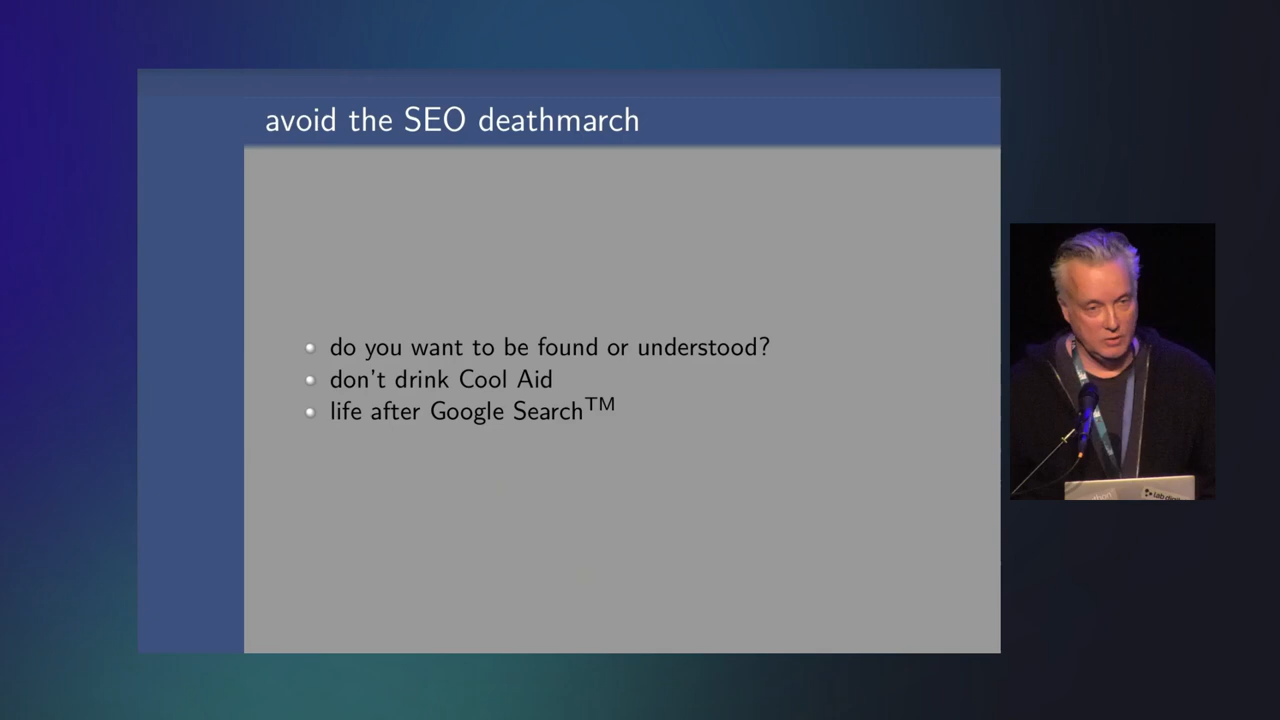 avoid the SEO deathmarch
do you want to be found or understood?
don't drink Cool Aid
life after Google Search™